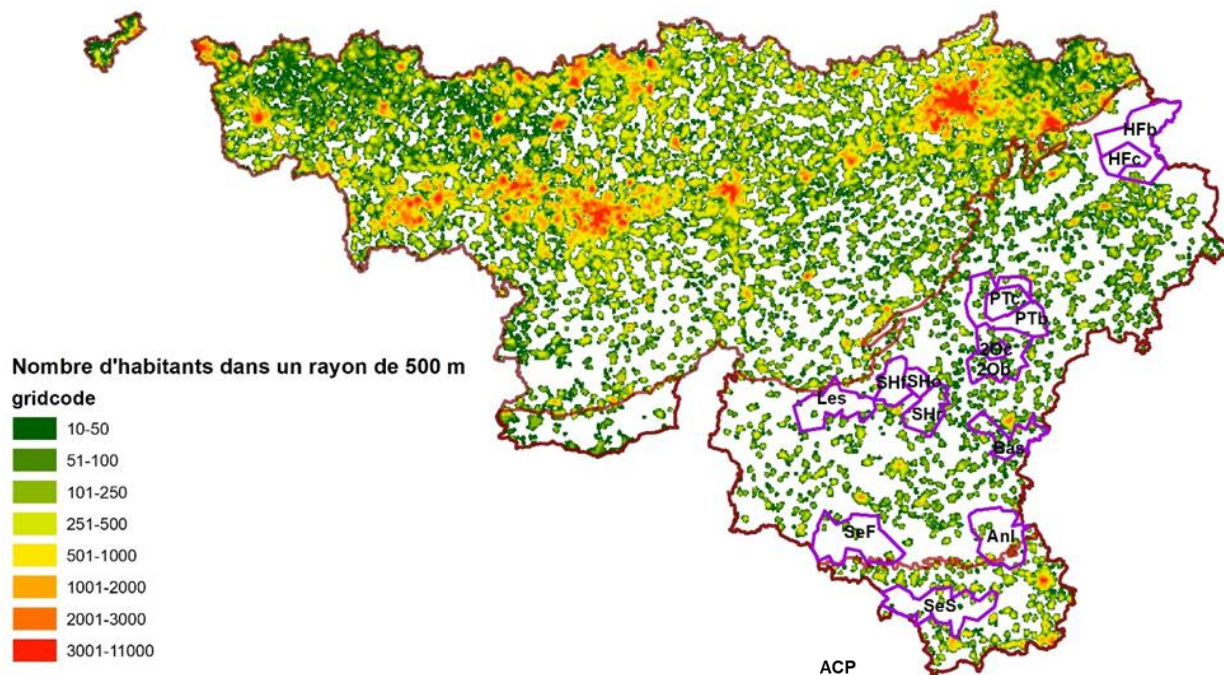 HFb
HFc
PTc
PTb
2Oc
2Ob
SHf SHo
Les
SHr
Bas
SeF
Anl
SeS
ACP
Nombre d'habitants dans un rayon de 500 m
gridcode
10-50
51-100
101-250
251-500
501-1000
1001-2000
2001-3000
3001-11000